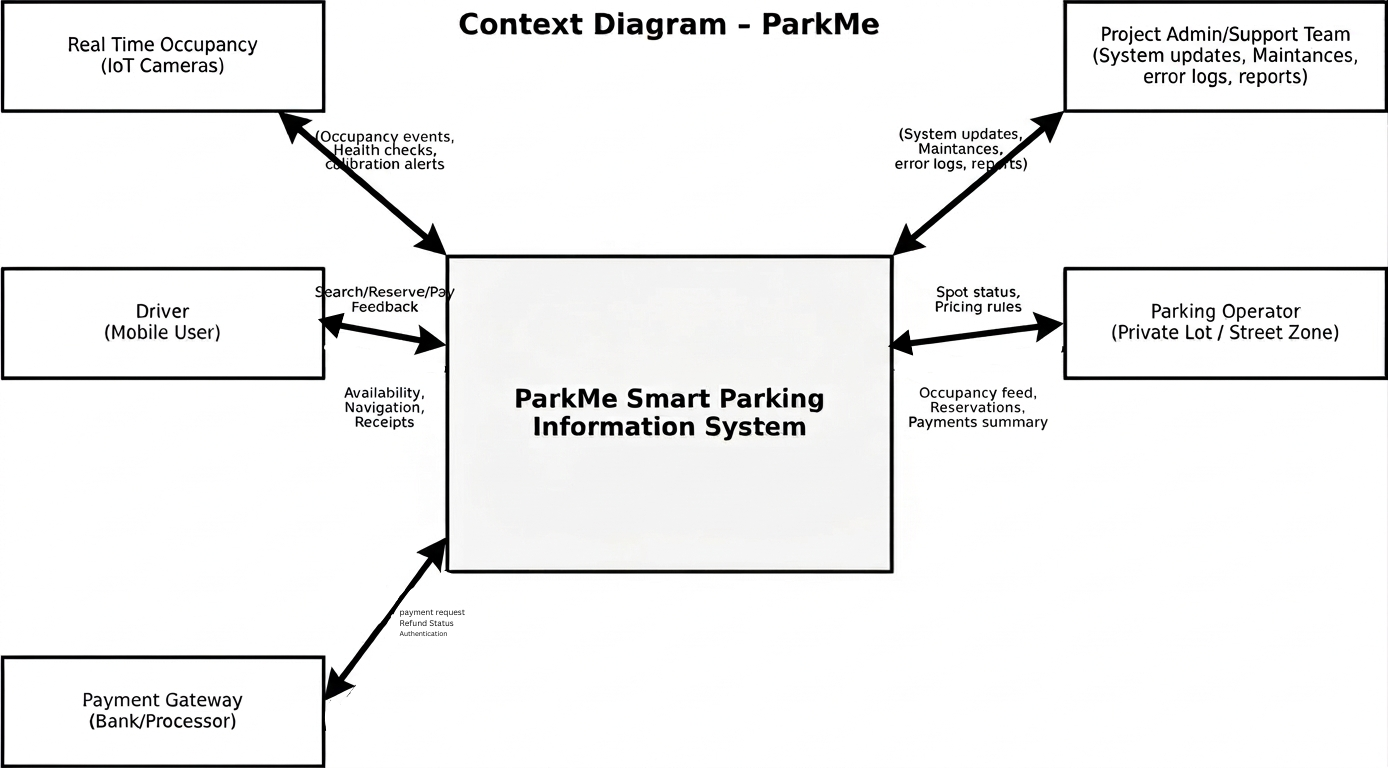 Context Diagram – ParkMe
Real Time Occupancy
(IoT Cameras)
Project Admin/Support Team
(System updates, Maintances,
error logs, reports)
(Occupancy events,
Health checks,
calibration alerts
(System updates,
Maintances,
error logs, reports)
Driver
(Mobile User)
Search/Reserve/Pay
Feedback
Availability,
Navigation,
Receipts
ParkMe Smart Parking
Information System
Spot status,
Pricing rules
Occupancy feed,
Reservations,
Payments summary
Parking Operator
(Private Lot / Street Zone)
payment request
Refund Status
Authentication
Payment Gateway
(Bank/Processor)